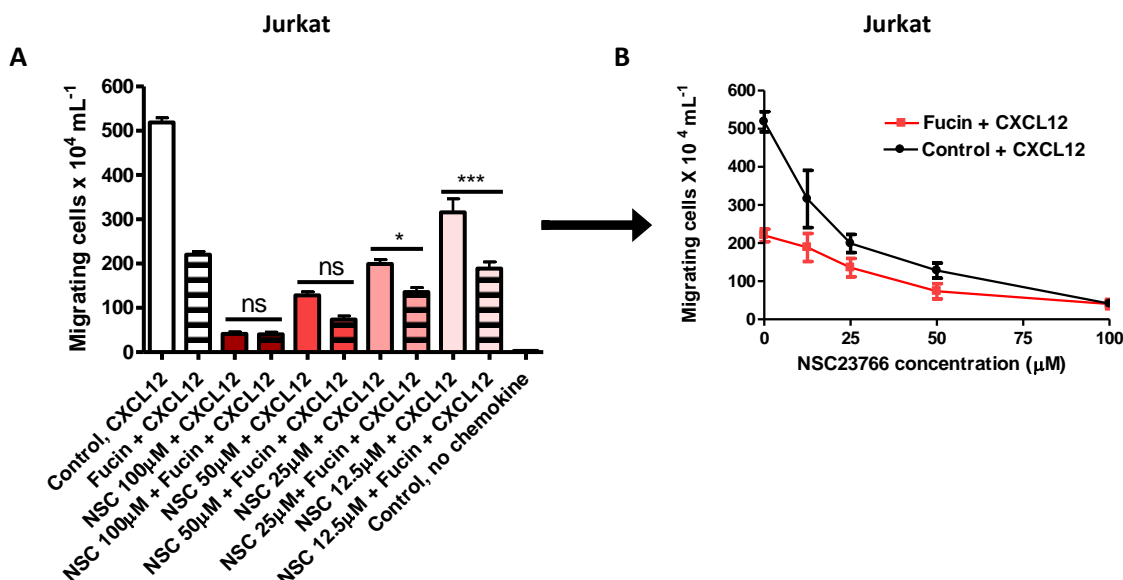 Jurkat
A
Migrating cells x 10⁴ mL⁻¹
600
500
400
300
200
100
0
ns
ns
*
***
Control, CXCL12
Fucin + CXCL12
NSC 100μM + CXCL12
NSC 100μM + Fucin + CXCL12
NSC 50μM + CXCL12
NSC 50μM + Fucin + CXCL12
NSC 25μM + CXCL12
NSC 25μM+ Fucin + CXCL12
NSC 12.5μM + CXCL12
NSC 12.5μM + Fucin + CXCL12
Control, no chemokine
Jurkat
B
Migrating cells X 10 ⁴ mL⁻¹
600
500
400
300
200
100
0
Fucin + CXCL12
Control + CXCL12
0
25
50
75
100
NSC23766 concentration (μM)